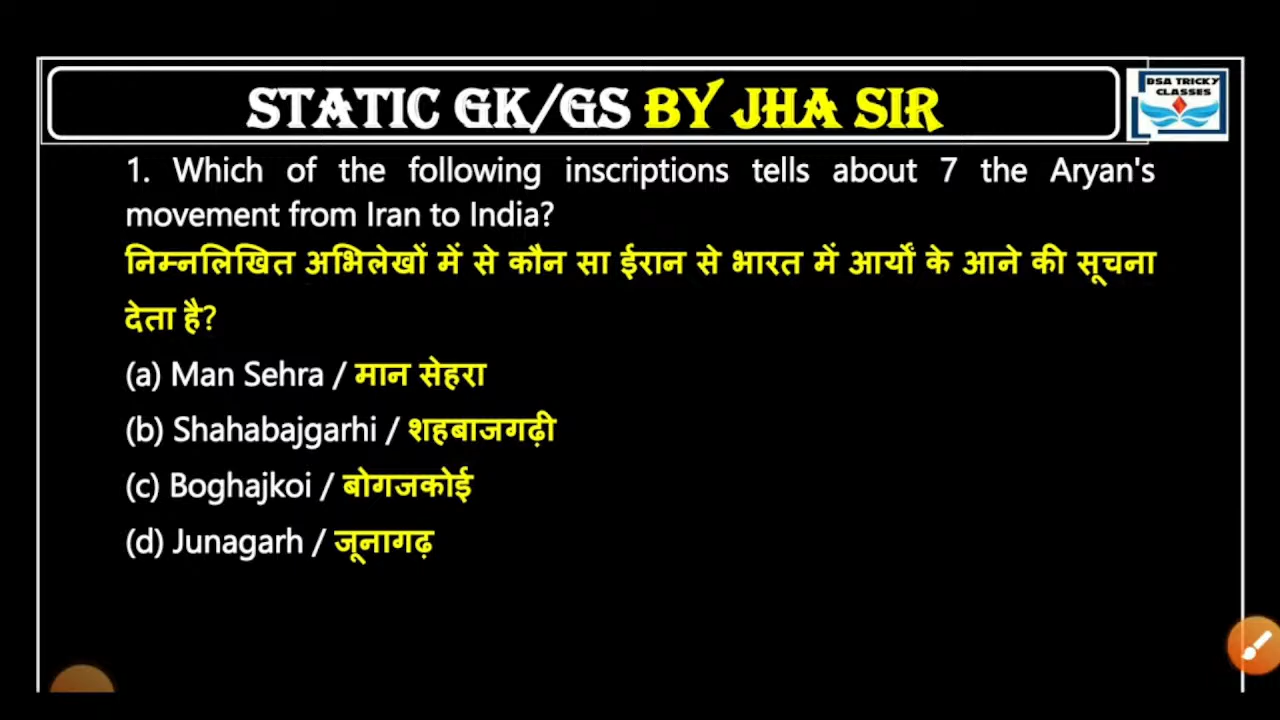 STATIC GK/GS BY JHA SIR
DSA TRICKY
CLASSES
1. Which of the following inscriptions tells about 7 the Aryan's
movement from Iran to India?
निम्नलिखित अभिलेखों में से कौन सा ईरान से भारत में आर्यों के आने की सूचना
देता है?
(a) Man Sehra / मान सेहरा
(b) Shahabajgarhi / शहबाजगढ़ी
(c) Boghajkoi / बोगजकोई
(d) Junagarh / जूनागढ़